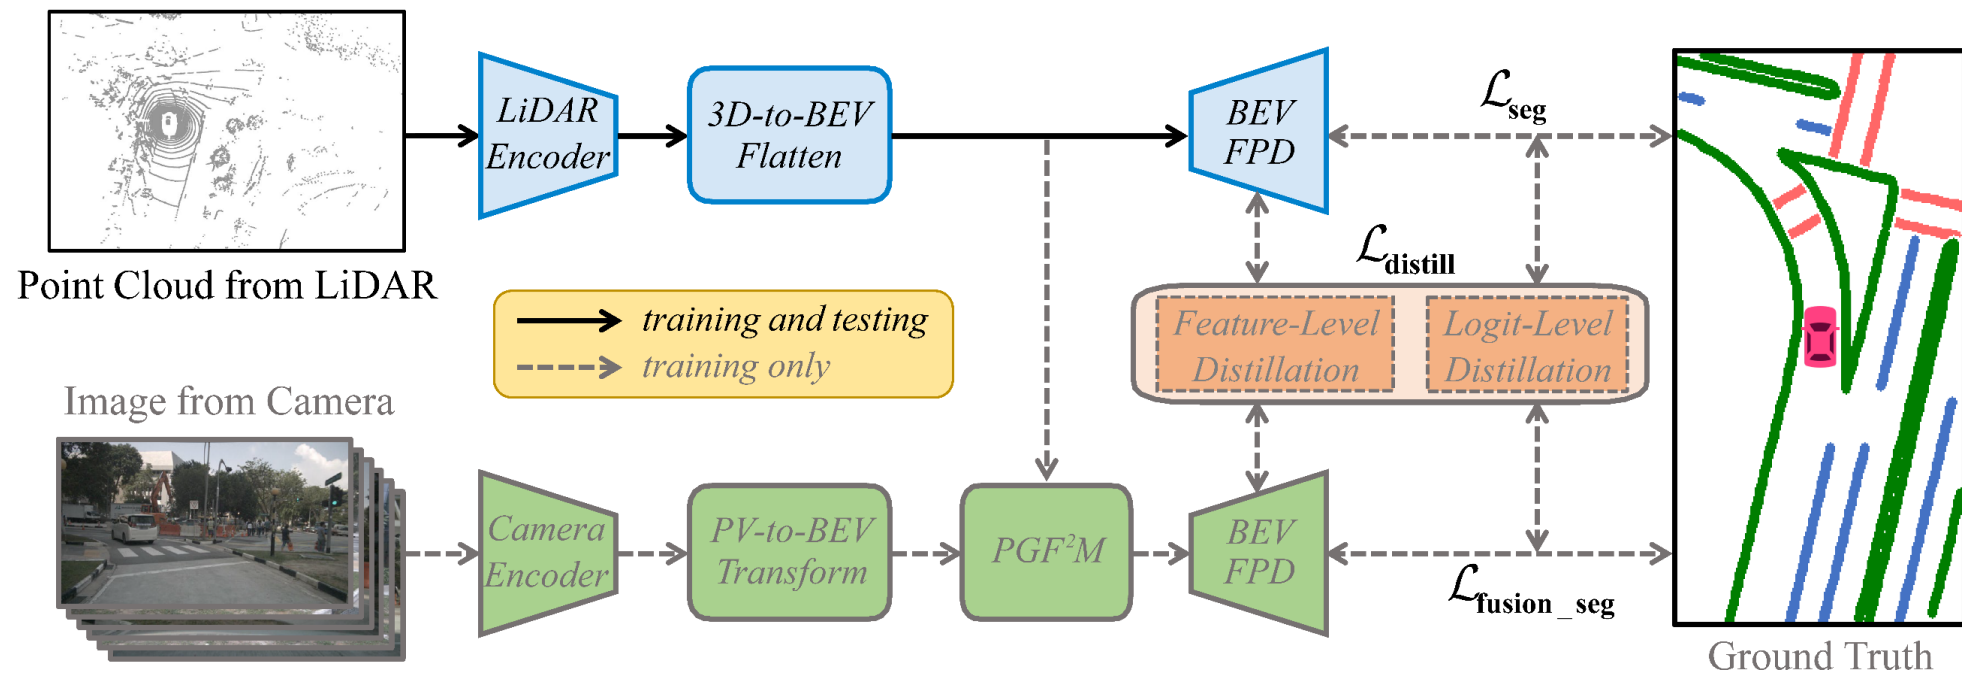 Point Cloud from LiDAR
LiDAR
Encoder
3D-to-BEV
Flatten
BEV
FPD
ℒseg
ℒdistill
training and testing
training only
Feature-Level
Distillation
Logit-Level
Distillation
Image from Camera
Camera
Encoder
PV-to-BEV
Transform
PGF²M
BEV
FPD
ℒfusion_seg
Ground Truth